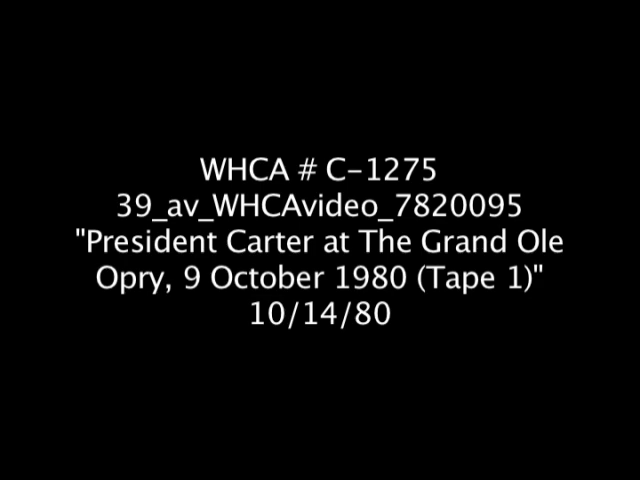 WHCA # C-1275
39_av_WHCAvideo_7820095
"President Carter at The Grand Ole
Opry, 9 October 1980 (Tape 1)"
10/14/80